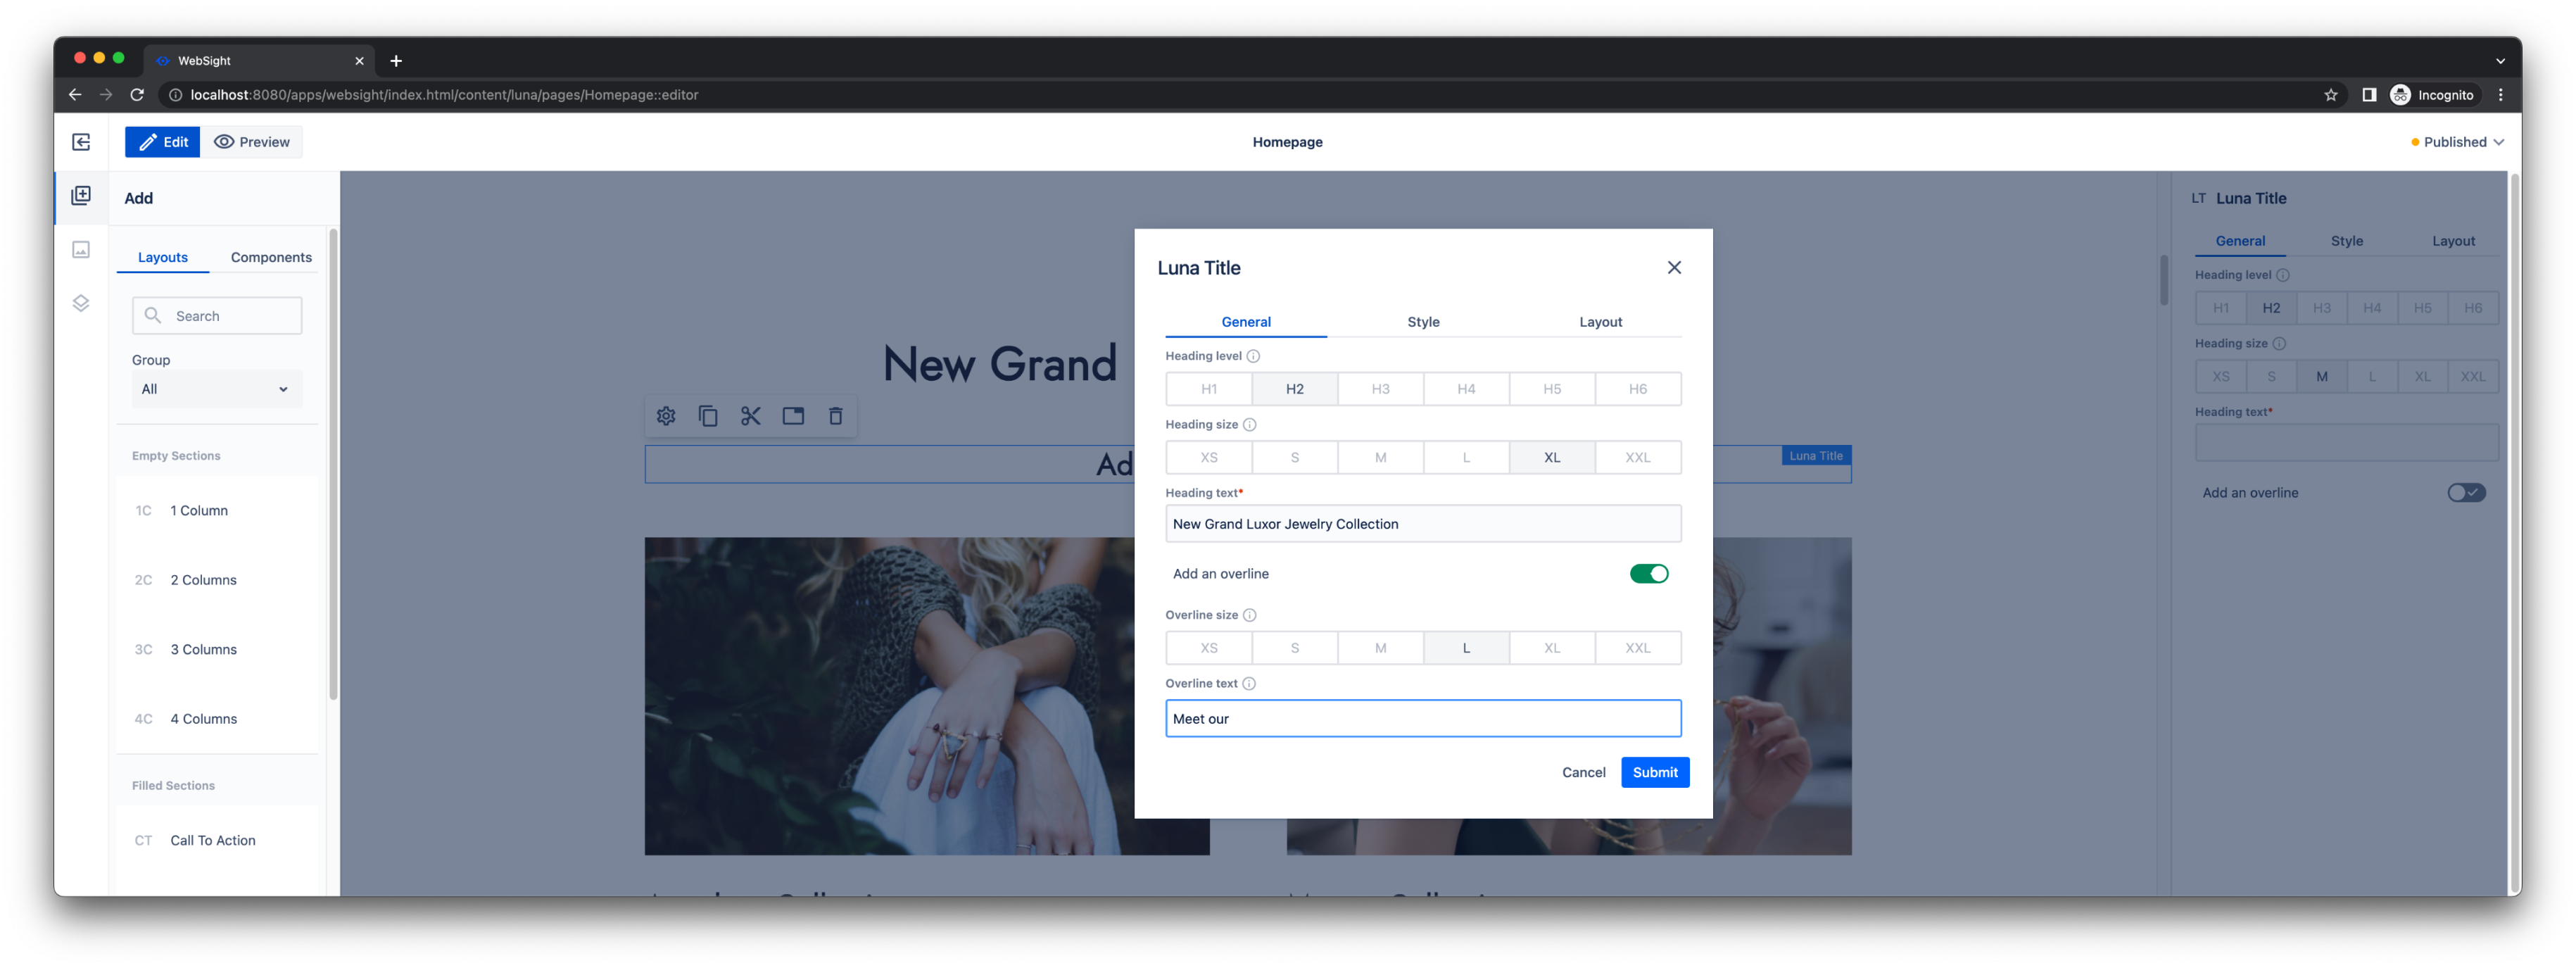 WebSight
localhost:8080/apps/websight/index.html/content/luna/pages/Homepage::editor
Incognito
Edit
Preview
Homepage
Published
Add
Layouts
Components
Search
Group
All
Empty Sections
1C 1 Column
2C 2 Columns
3C 3 Columns
4C 4 Columns
Filled Sections
CT Call To Action
New Grand
Ad
Luna Title
Luna Title
General
Style
Layout
Heading level
H1 H2 H3 H4 H5 H6
Heading size
XS S M L XL XXL
Heading text*
New Grand Luxor Jewelry Collection
Add an overline
Overline size
XS S M L XL XXL
Overline text
Meet our
Cancel
Submit
LT Luna Title
General
Style
Layout
Heading level
H1 H2 H3 H4 H5 H6
Heading size
XS S M L XL XXL
Heading text*
Add an overline